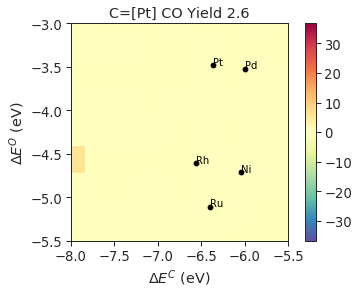 C=[Pt] CO Yield 2.6
−3.0
−3.5
−4.0
−4.5
−5.0
−5.5
ΔE^O (eV)
Pt
Pd
Rh
Ni
Ru
−8.0 −7.5 −7.0 −6.5 −6.0 −5.5
ΔE^C (eV)
30
20
10
0
−10
−20
−30